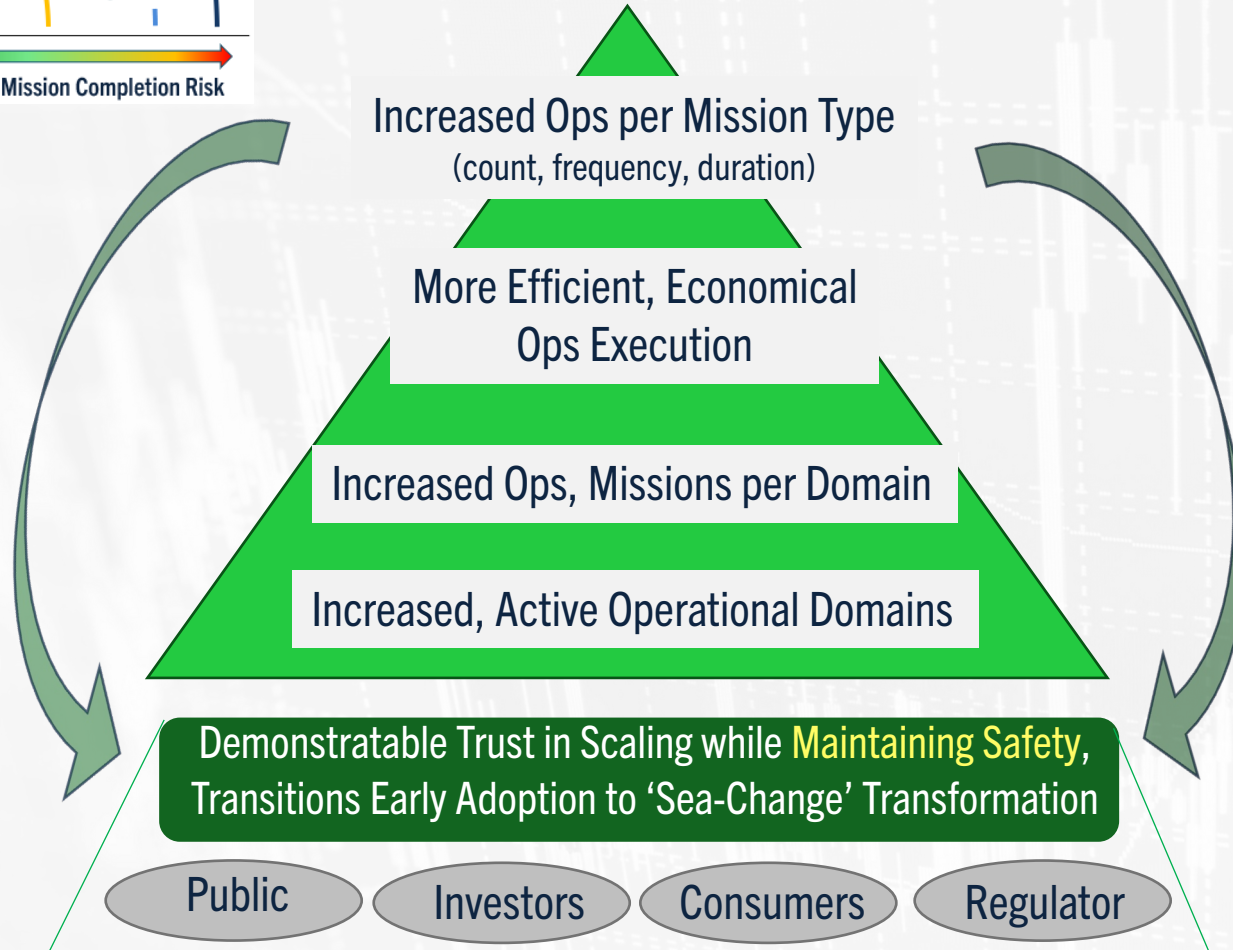 Mission Completion Risk
Increased Ops per Mission Type
(count, frequency, duration)
More Efficient, Economical
Ops Execution
Increased Ops, Missions per Domain
Increased, Active Operational Domains
Demonstratable Trust in Scaling while Maintaining Safety,
Transitions Early Adoption to ‘Sea-Change’ Transformation
Public
Investors
Consumers
Regulator